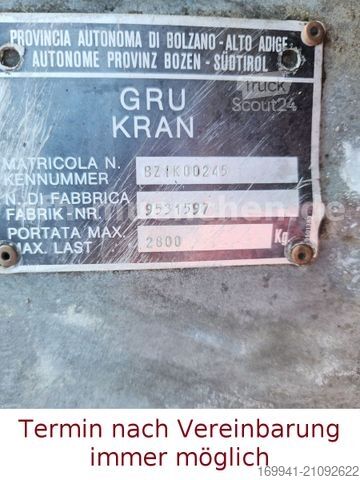 PROVINCIA AUTONOMA DI BOLZANO - ALTO ADIGE
AUTONOME PROVINZ BOZEN - SÜDTIROL
Truck
Scout24
GRU
KRAN
MATRICOLA N. BZ1K00245
KENNUMMER
N. DI FABBRICA 9531597
FABRIK-NR.
PORTATA MAX. 2600 Kg
MAX. LAST
Termin nach Vereinbarung
immer möglich
169941-21092622